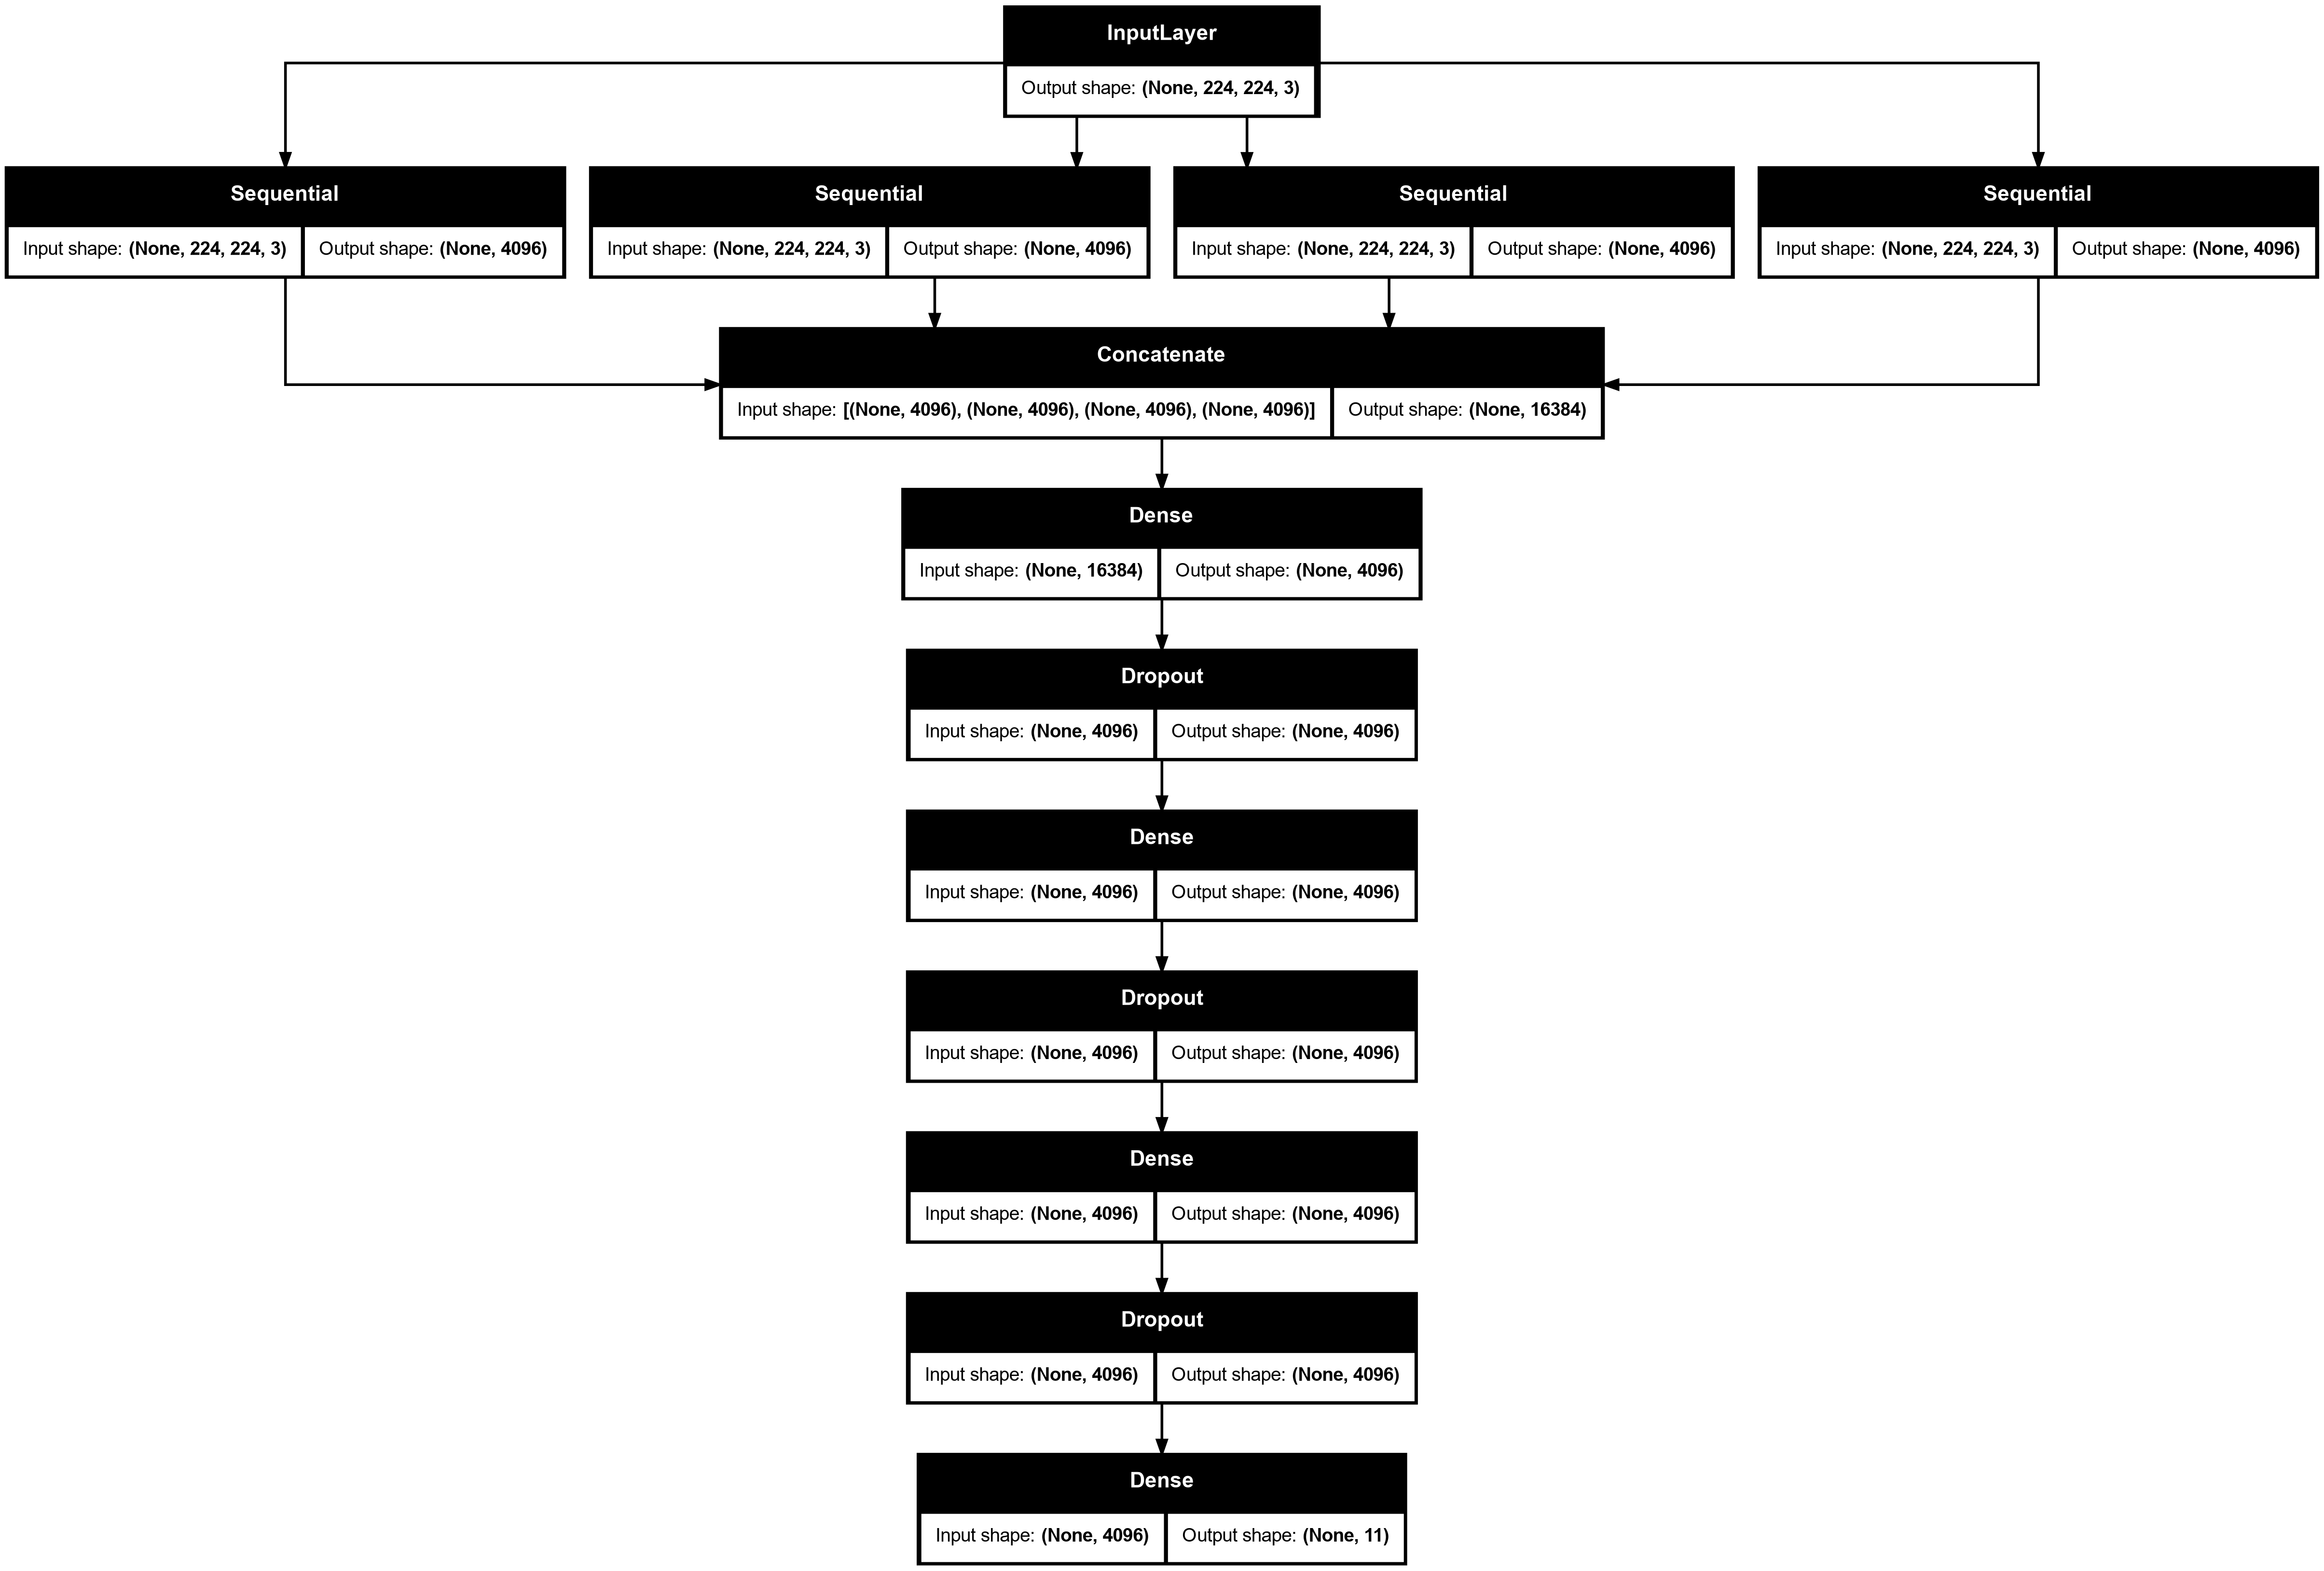 InputLayer
Output shape: (None, 224, 224, 3)
Sequential
Input shape: (None, 224, 224, 3)
Output shape: (None, 4096)
Sequential
Input shape: (None, 224, 224, 3)
Output shape: (None, 4096)
Sequential
Input shape: (None, 224, 224, 3)
Output shape: (None, 4096)
Sequential
Input shape: (None, 224, 224, 3)
Output shape: (None, 4096)
Concatenate
Input shape: [(None, 4096), (None, 4096), (None, 4096), (None, 4096)]
Output shape: (None, 16384)
Dense
Input shape: (None, 16384)
Output shape: (None, 4096)
Dropout
Input shape: (None, 4096)
Output shape: (None, 4096)
Dense
Input shape: (None, 4096)
Output shape: (None, 4096)
Dropout
Input shape: (None, 4096)
Output shape: (None, 4096)
Dense
Input shape: (None, 4096)
Output shape: (None, 4096)
Dropout
Input shape: (None, 4096)
Output shape: (None, 4096)
Dense
Input shape: (None, 4096)
Output shape: (None, 11)